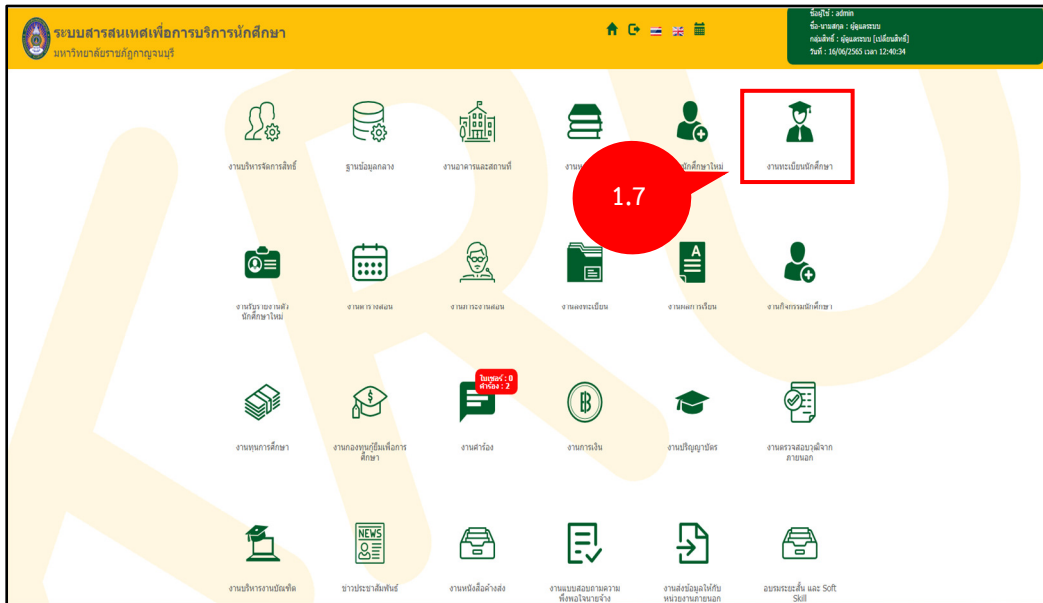 ระบบสารสนเทศเพื่อการบริการนักศึกษา
มหาวิทยาลัยราชภัฏกาญจนบุรี
ชื่อผู้ใช้ : admin
ชื่อ-นามสกุล : ผู้ดูแลระบบ
กลุ่มสิทธิ์ : ผู้ดูแลระบบ [เปลี่ยนสิทธิ์]
วันที่ : 16/06/2565 เวลา 12:40:34
งานบริหารจัดการสิทธิ์
ฐานข้อมูลกลาง
งานอาคารและสถานที่
นักศึกษาใหม่
งานทะเบียนนักศึกษา
1.7
งานรับรายงานตัว
นักศึกษาใหม่
งานตารางสอน
งานภาระงานสอน
งานลงทะเบียน
งานผลการเรียน
งานกิจกรรมนักศึกษา
NEWS
ใบเซอร์ : 0
คำร้อง : 2
งานทุนการศึกษา
งานกองทุนกู้ยืมเพื่อการ
ศึกษา
งานคำร้อง
งานการเงิน
งานปริญญาบัตร
งานตรวจสอบวุฒิจาก
ภายนอก
งานบริหารงานบัณฑิต
ข่าวประชาสัมพันธ์
งานหนังสือค้างส่ง
งานแบบสอบถามความ
พึงพอใจนายจ้าง
งานส่งข้อมูลให้กับ
หน่วยงานภายนอก
อบรมระยะสั้น และ Soft
Skill